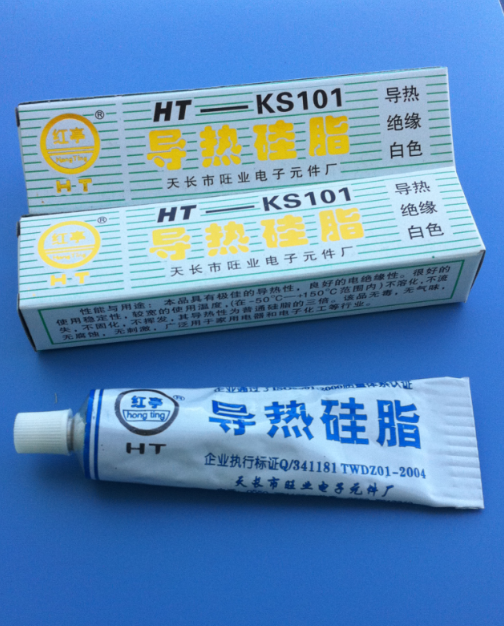 红亭
®
Hong Ting
H·T
HT—KS101
导热硅脂
天长市旺业电子元件厂
导热
绝缘
白色
红亭
®
H·T
HT—KS101
导热硅脂
天长市旺业电子元件厂
导热
绝缘
白色
性能与用途：本品具有极佳的导热性，良好的电绝缘性。很好的
使用稳定性，较宽的使用温度，(在-50℃—+150℃范围内)不溶化，不流
失，不固化，不挥发，其导热性为普通硅脂的三倍。该品无毒，无气味，
无腐蚀，无刺激，广泛用于家用电器和电子化工等行业。
红亭
hong ting
®
HT
导热硅脂
企业执行标证Q/341181 TWDZ01-2004
天长市旺业电子元件厂